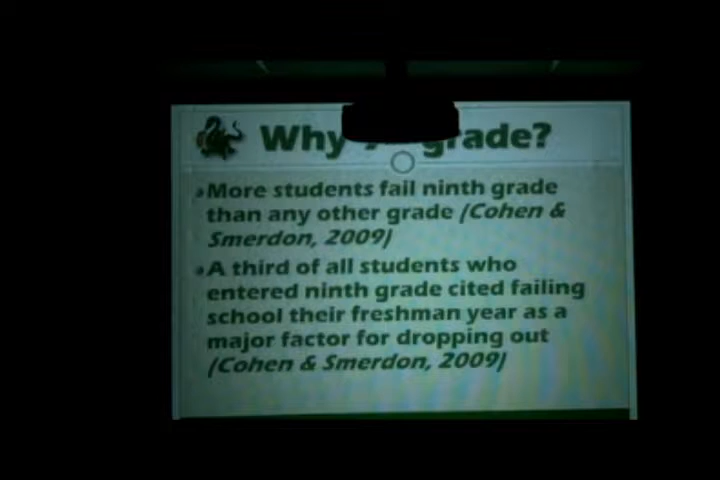 Why grade?
More students fail ninth grade
than any other grade (Cohen &
Smerdon, 2009)
A third of all students who
entered ninth grade cited failing
school their freshman year as a
major factor for dropping out
(Cohen & Smerdon, 2009)